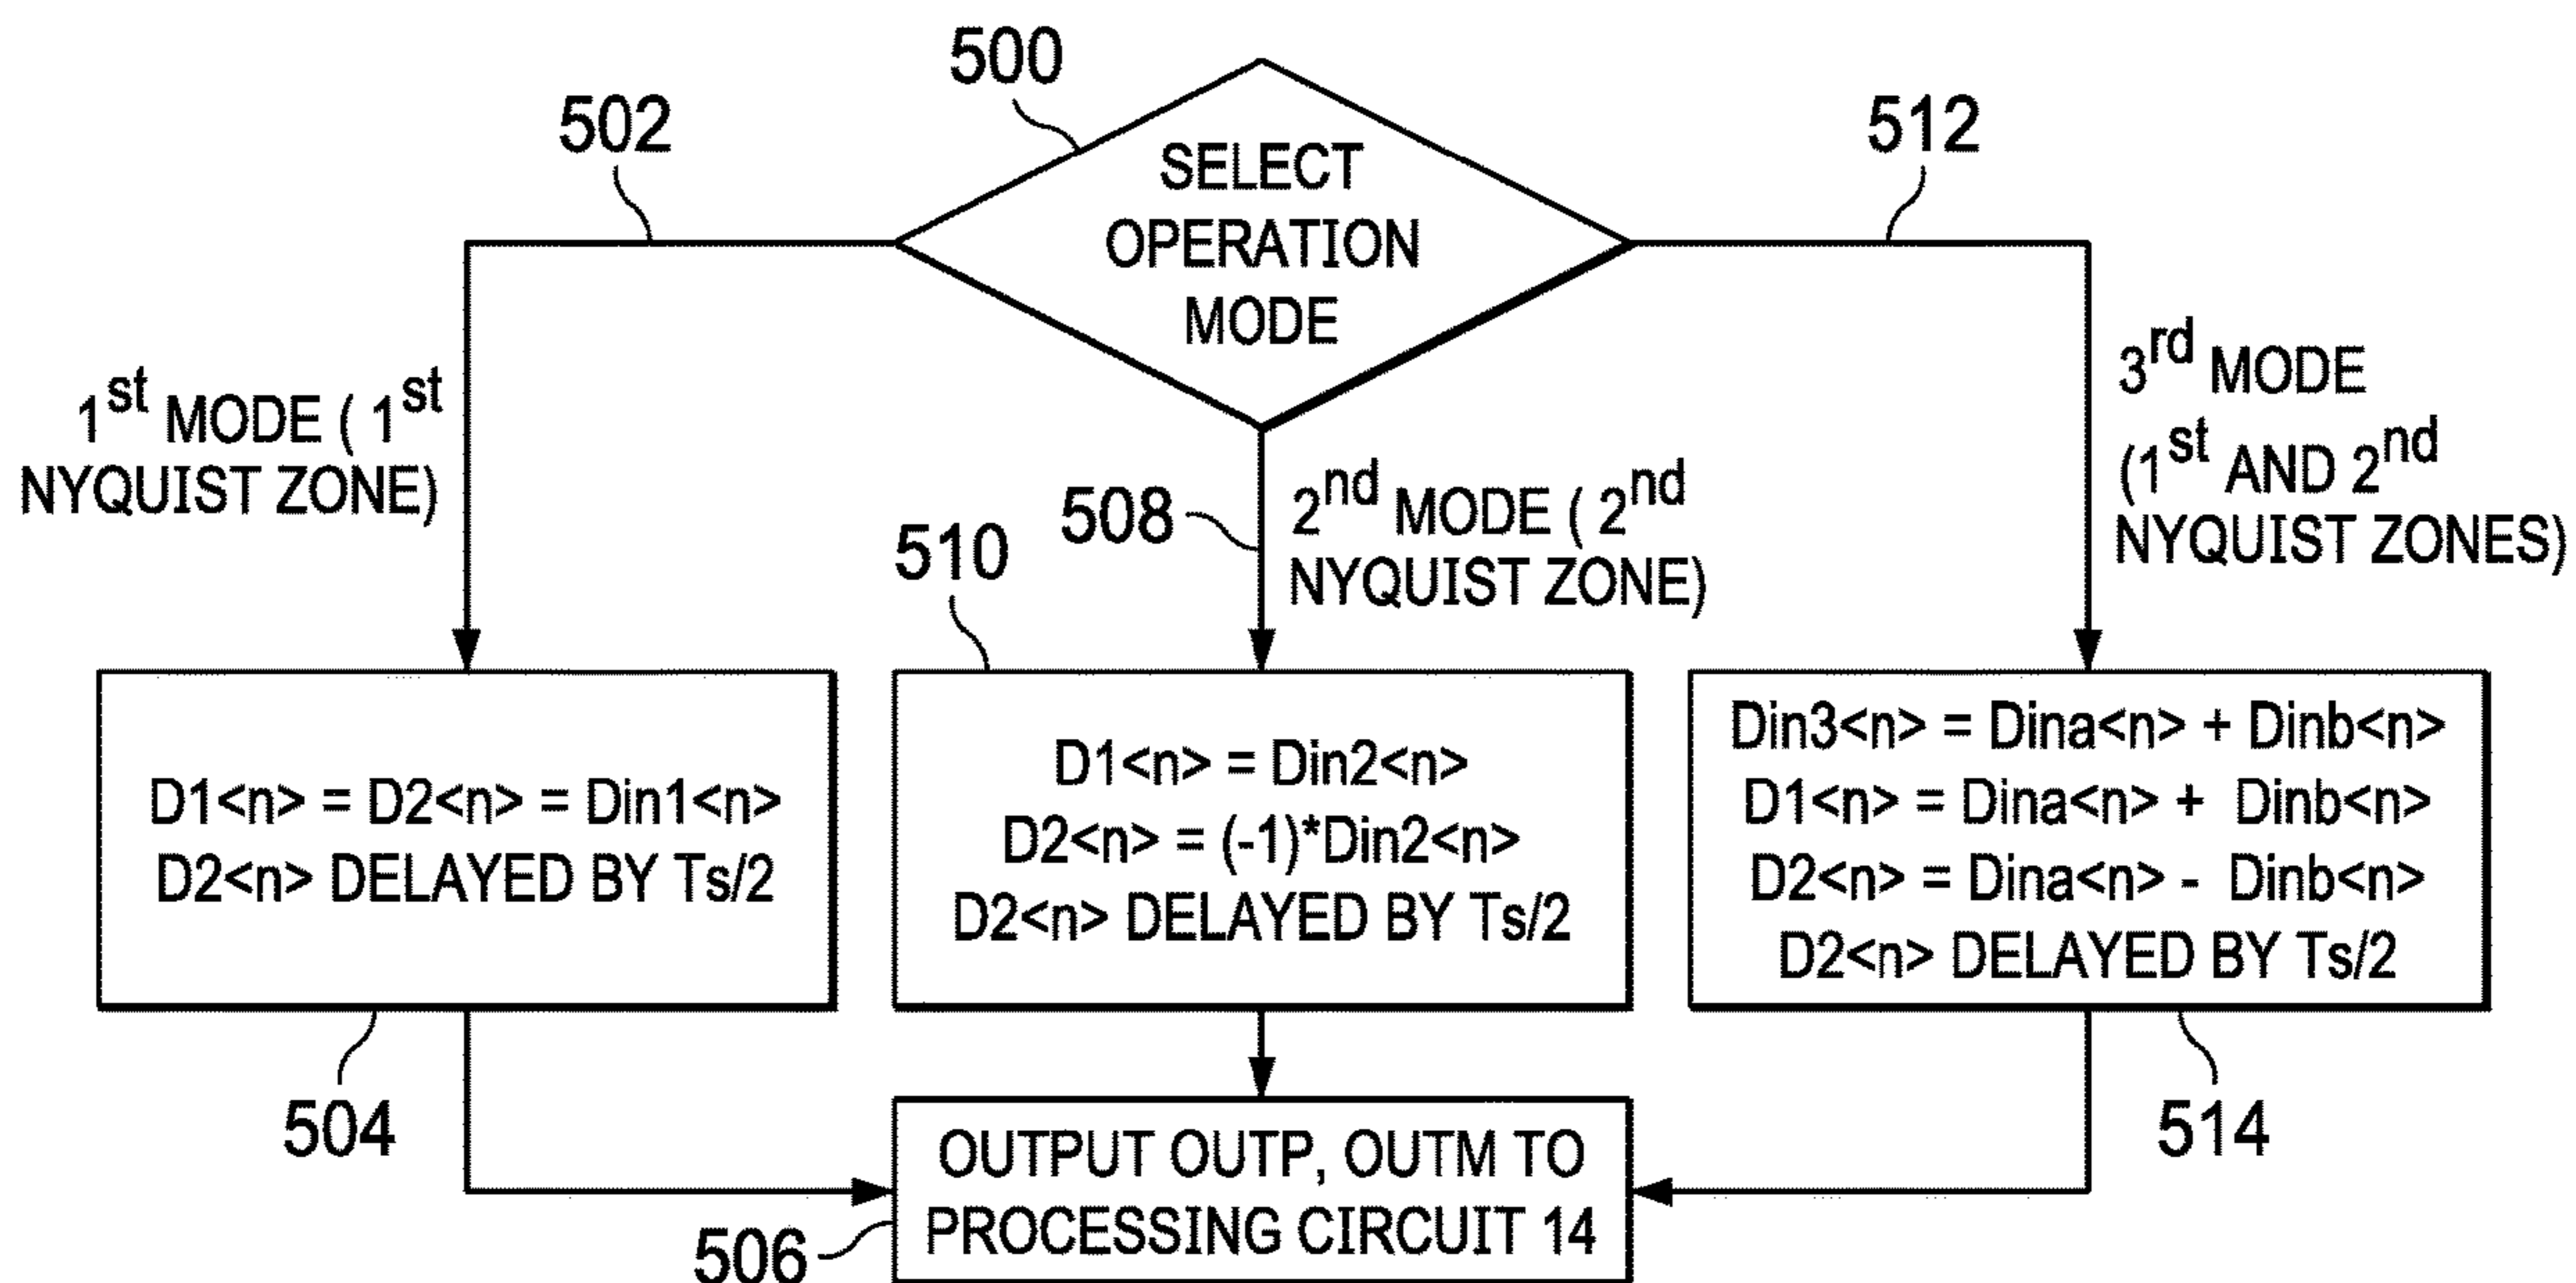 500
502
512
SELECT
OPERATION
MODE
1st MODE ( 1st
NYQUIST ZONE)
508
2nd MODE ( 2nd
NYQUIST ZONE)
3rd MODE
(1st AND 2nd
NYQUIST ZONES)
510
D1<n> = D2<n> = Din1<n>
D2<n> DELAYED BY Ts/2
D1<n> = Din2<n>
D2<n> = (-1)*Din2<n>
D2<n> DELAYED BY Ts/2
Din3<n> = Dina<n> + Dinb<n>
D1<n> = Dina<n> + Dinb<n>
D2<n> = Dina<n> - Dinb<n>
D2<n> DELAYED BY Ts/2
504
514
OUTPUT OUTP, OUTM TO
PROCESSING CIRCUIT 14
506